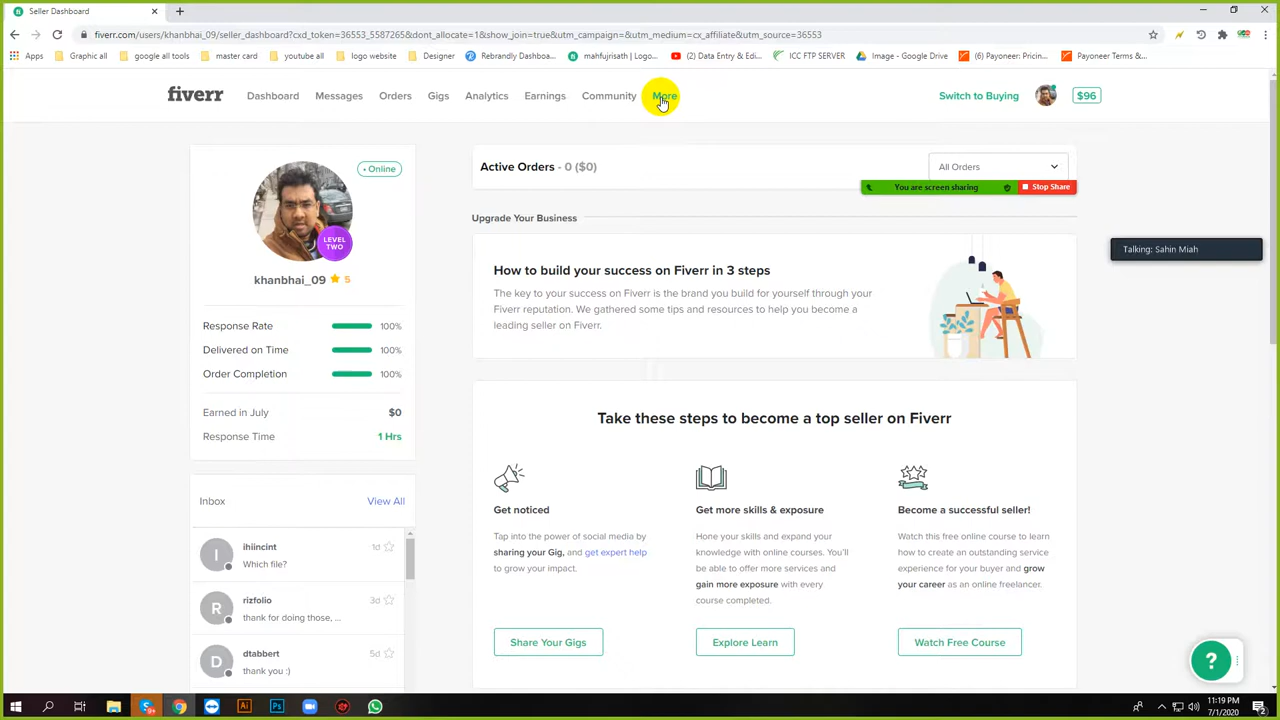 Seller Dashboard
fiverr.com/users/khanbhai_09/seller_dashboard?cxd_token=36553_5587265&dont_allocate=1&show_join=true&utm_campaign=&utm_medium=cx_affiliate&utm_source=36553
Apps Graphic all google all tools master card youtube all logo website Designer Rebrandly Dashboa... mahfujrisath | Logo... (2) Data Entry & Edi... ICC FTP SERVER Image - Google Drive (6) Payoneer: Pricin... Payoneer Terms &...
fiverr Dashboard Messages Orders Gigs Analytics Earnings Community More Switch to Buying $96
Online
LEVEL
TWO
khanbhai_09 5
Response Rate 100%
Delivered on Time 100%
Order Completion 100%
Earned in July $0
Response Time 1 Hrs
Inbox View All
ihiincint 1d
Which file?
rizfolio 3d
thank for doing those, ...
dtabbert 5d
thank you :)
I
R
D
Active Orders - 0 ($0) All Orders
You are screen sharing Stop Share
Talking: Sahin Miah
Upgrade Your Business
How to build your success on Fiverr in 3 steps
The key to your success on Fiverr is the brand you build for yourself through your
Fiverr reputation. We gathered some tips and resources to help you become a
leading seller on Fiverr.
Take these steps to become a top seller on Fiverr
Get noticed
Tap into the power of social media by
sharing your Gig, and get expert help
to grow your impact.
Share Your Gigs
Get more skills & exposure
Hone your skills and expand your
knowledge with online courses. You'll
be able to offer more services and
gain more exposure with every
course completed.
Explore Learn
Become a successful seller!
Watch this free online course to learn
how to create an outstanding service
experience for your buyer and grow
your career as an online freelancer.
Watch Free Course
?
Ai Ps
11:19 PM
7/1/2020
2